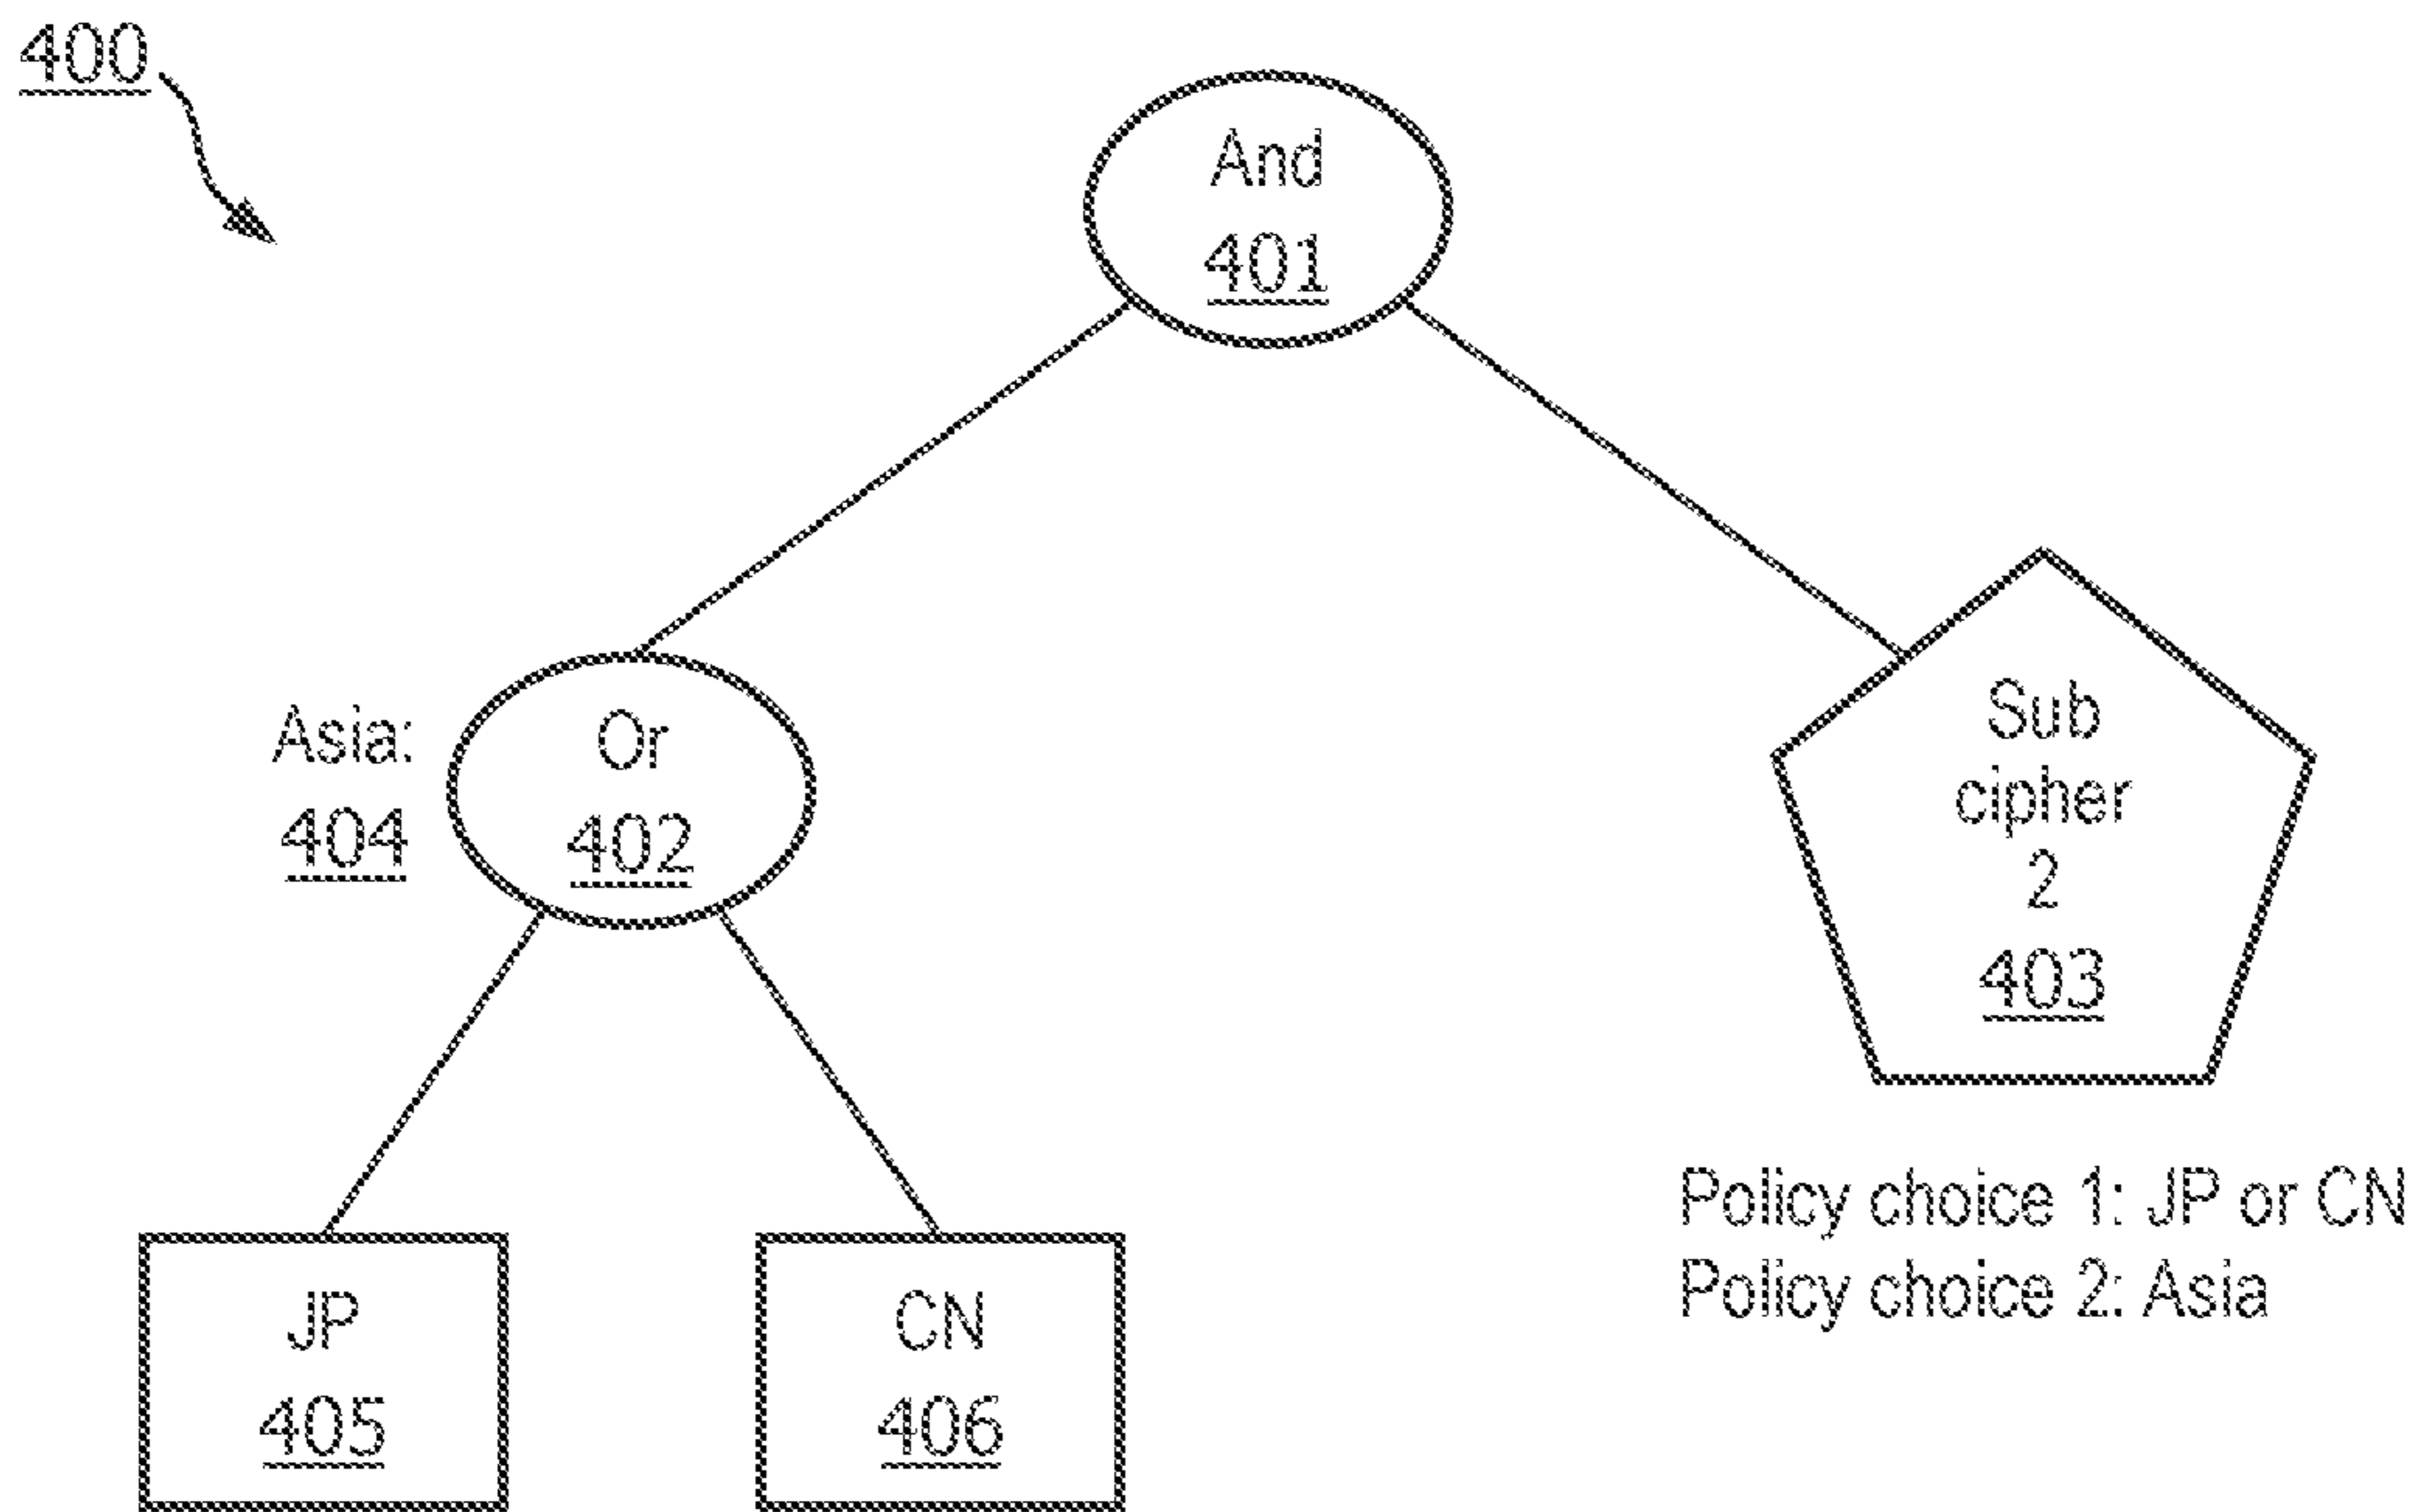 400
And
401
Asia:
404
Or
402
Sub
cipher
2
403
Policy choice 1: JP or CN
Policy choice 2: Asia
JP
405
CN
406